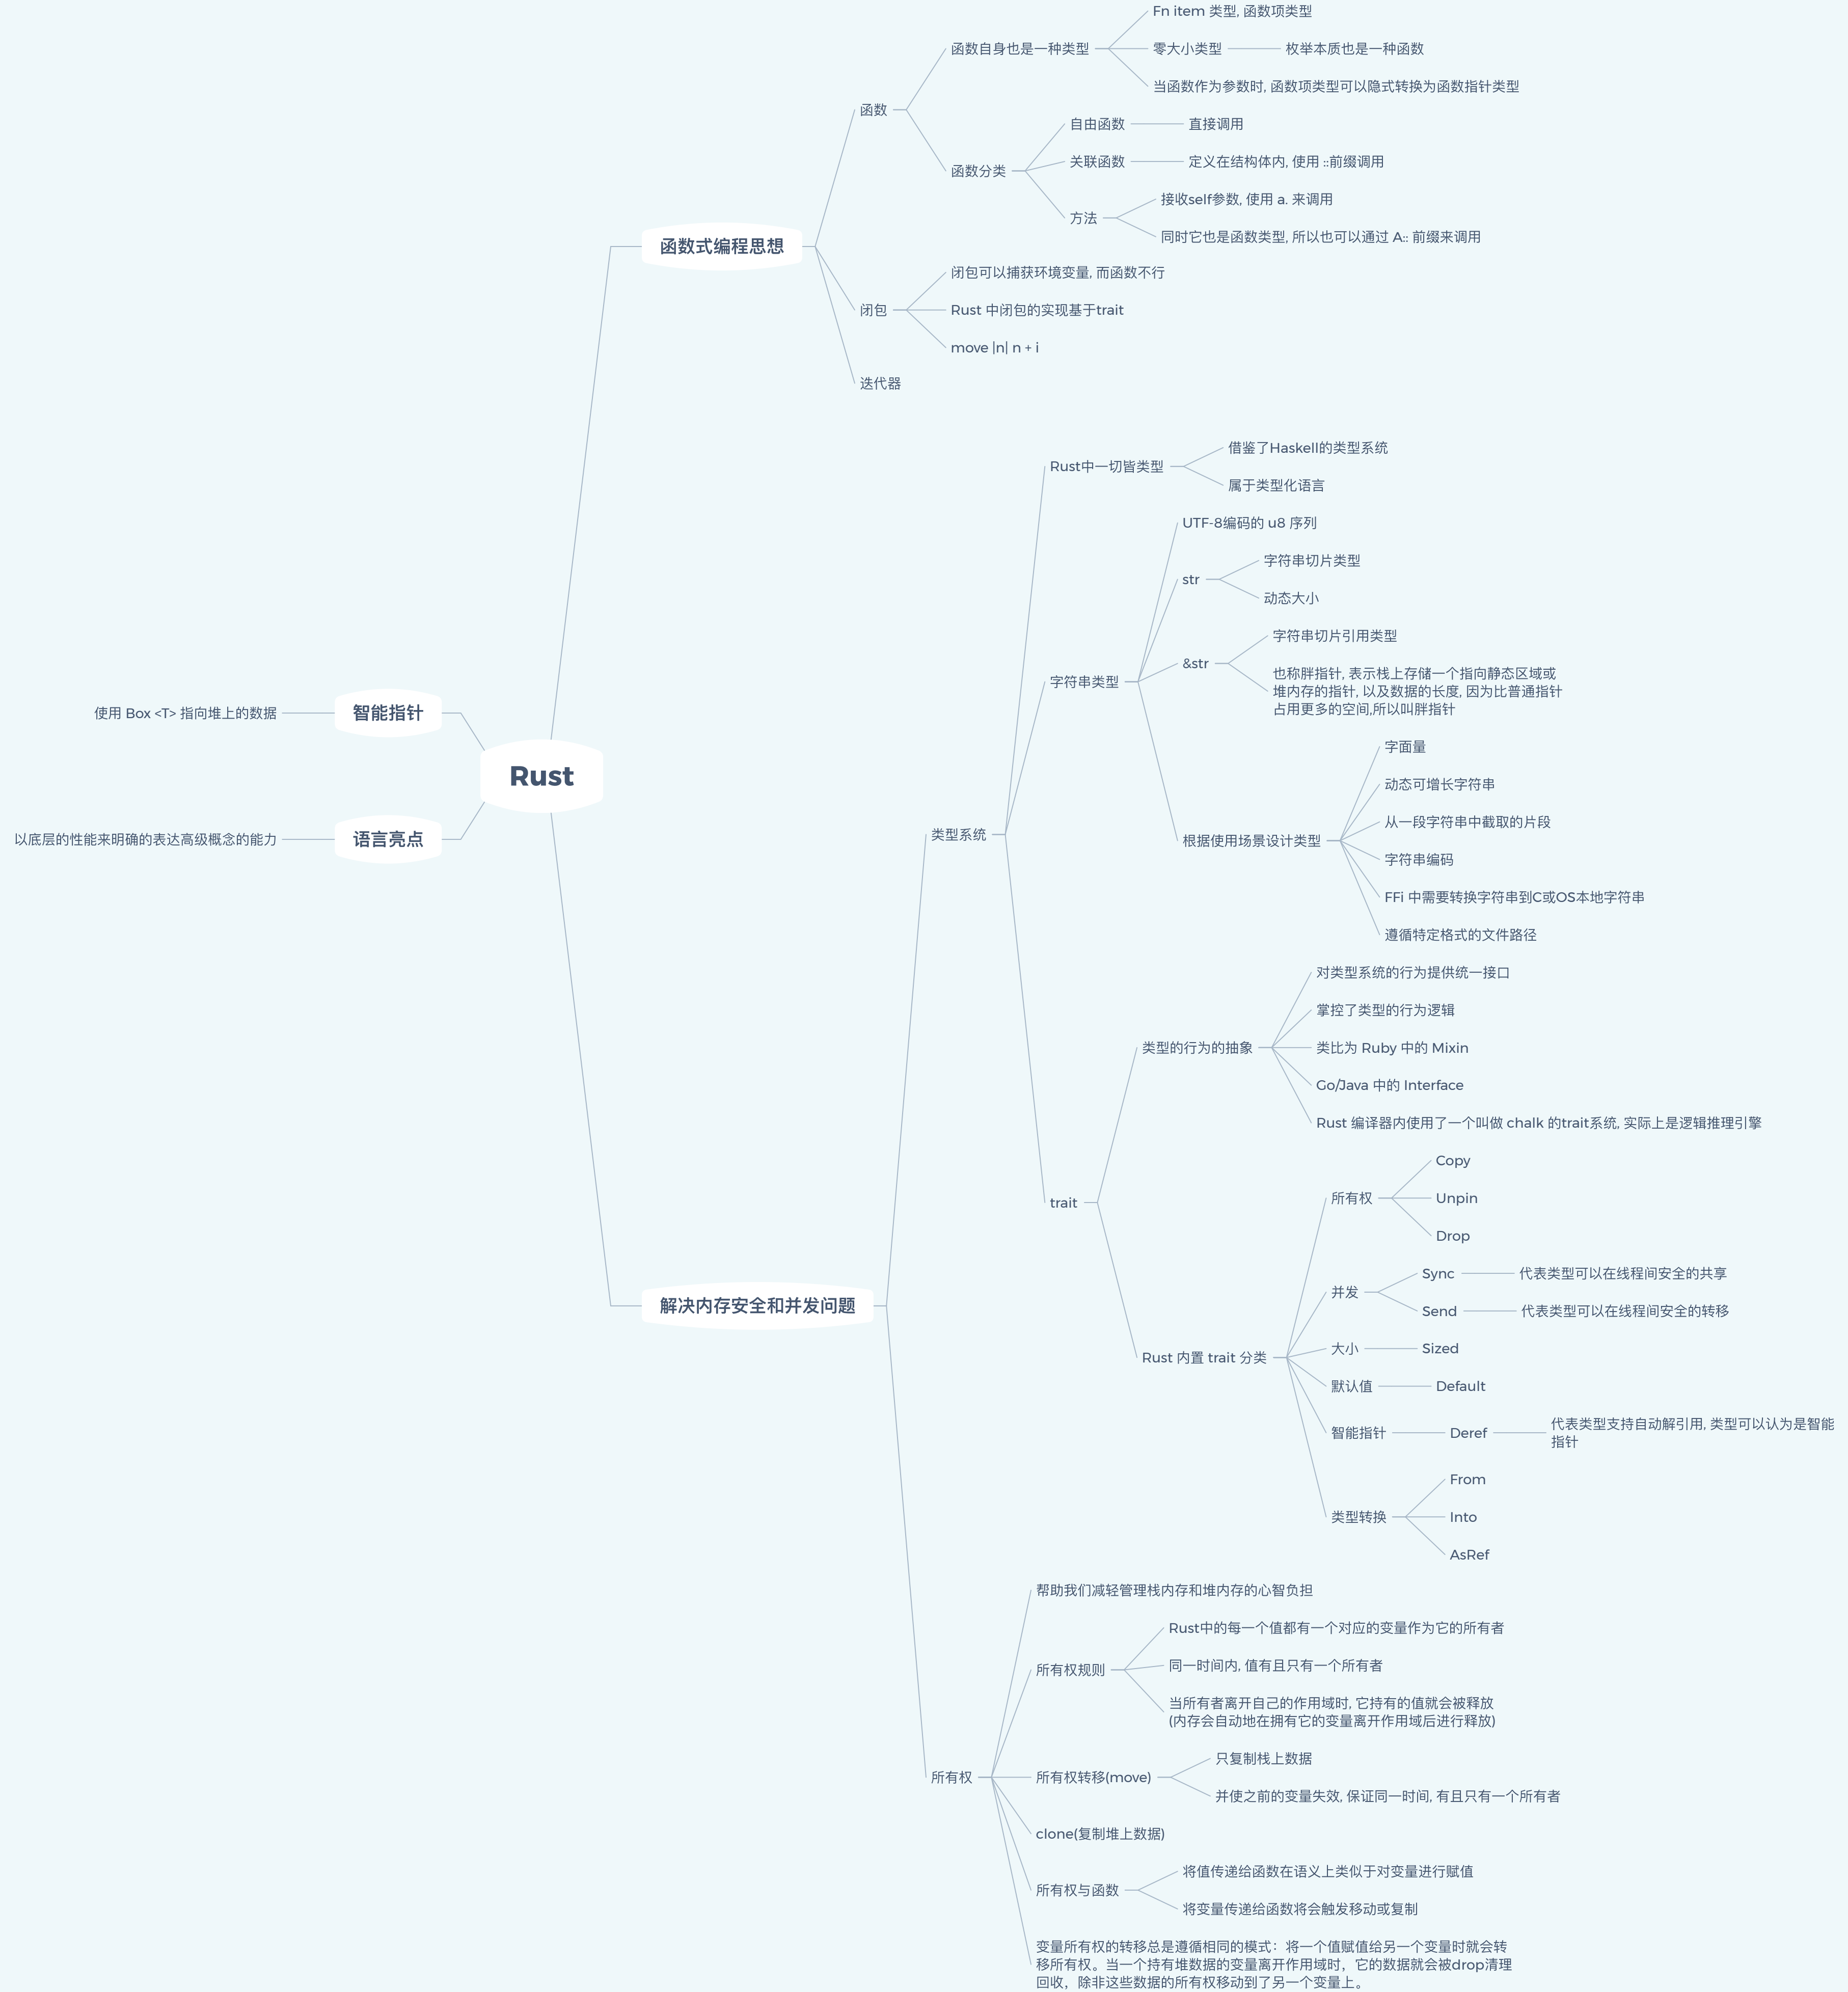 Rust
函数式编程思想
函数
函数自身也是一种类型
Fn item 类型, 函数项类型
零大小类型
枚举本质也是一种函数
当函数作为参数时, 函数项类型可以隐式转换为函数指针类型
函数分类
自由函数
直接调用
关联函数
定义在结构体内, 使用 ::前缀调用
方法
接收self参数, 使用 a. 来调用
同时它也是函数类型, 所以也可以通过 A:: 前缀来调用
闭包
闭包可以捕获环境变量, 而函数不行
Rust 中闭包的实现基于trait
move |n| n + i
迭代器
解决内存安全和并发问题
类型系统
Rust中一切皆类型
借鉴了Haskell的类型系统
属于类型化语言
字符串类型
UTF-8编码的 u8 序列
str
字符串切片类型
动态大小
&str
字符串切片引用类型
也称胖指针, 表示栈上存储一个指向静态区域或
堆内存的指针, 以及数据的长度, 因为比普通指针
占用更多的空间,所以叫胖指针
根据使用场景设计类型
字面量
动态可增长字符串
从一段字符串中截取的片段
字符串编码
FFi 中需要转换字符串到C或OS本地字符串
遵循特定格式的文件路径
trait
类型的行为的抽象
对类型系统的行为提供统一接口
掌控了类型的行为逻辑
类比为 Ruby 中的 Mixin
Go/Java 中的 Interface
Rust 编译器内使用了一个叫做 chalk 的trait系统, 实际上是逻辑推理引擎
Rust 内置 trait 分类
所有权
Copy
Unpin
Drop
并发
Sync
代表类型可以在线程间安全的共享
Send
代表类型可以在线程间安全的转移
大小
Sized
默认值
Default
智能指针
Deref
代表类型支持自动解引用, 类型可以认为是智能
指针
类型转换
From
Into
AsRef
所有权
帮助我们减轻管理栈内存和堆内存的心智负担
所有权规则
Rust中的每一个值都有一个对应的变量作为它的所有者
同一时间内, 值有且只有一个所有者
当所有者离开自己的作用域时, 它持有的值就会被释放
(内存会自动地在拥有它的变量离开作用域后进行释放)
所有权转移(move)
只复制栈上数据
并使之前的变量失效, 保证同一时间, 有且只有一个所有者
clone(复制堆上数据)
所有权与函数
将值传递给函数在语义上类似于对变量进行赋值
将变量传递给函数将会触发移动或复制
变量所有权的转移总是遵循相同的模式：将一个值赋值给另一个变量时就会转
移所有权。当一个持有堆数据的变量离开作用域时，它的数据就会被drop清理
回收，除非这些数据的所有权移动到了另一个变量上。
智能指针
使用 Box <T> 指向堆上的数据
语言亮点
以底层的性能来明确的表达高级概念的能力